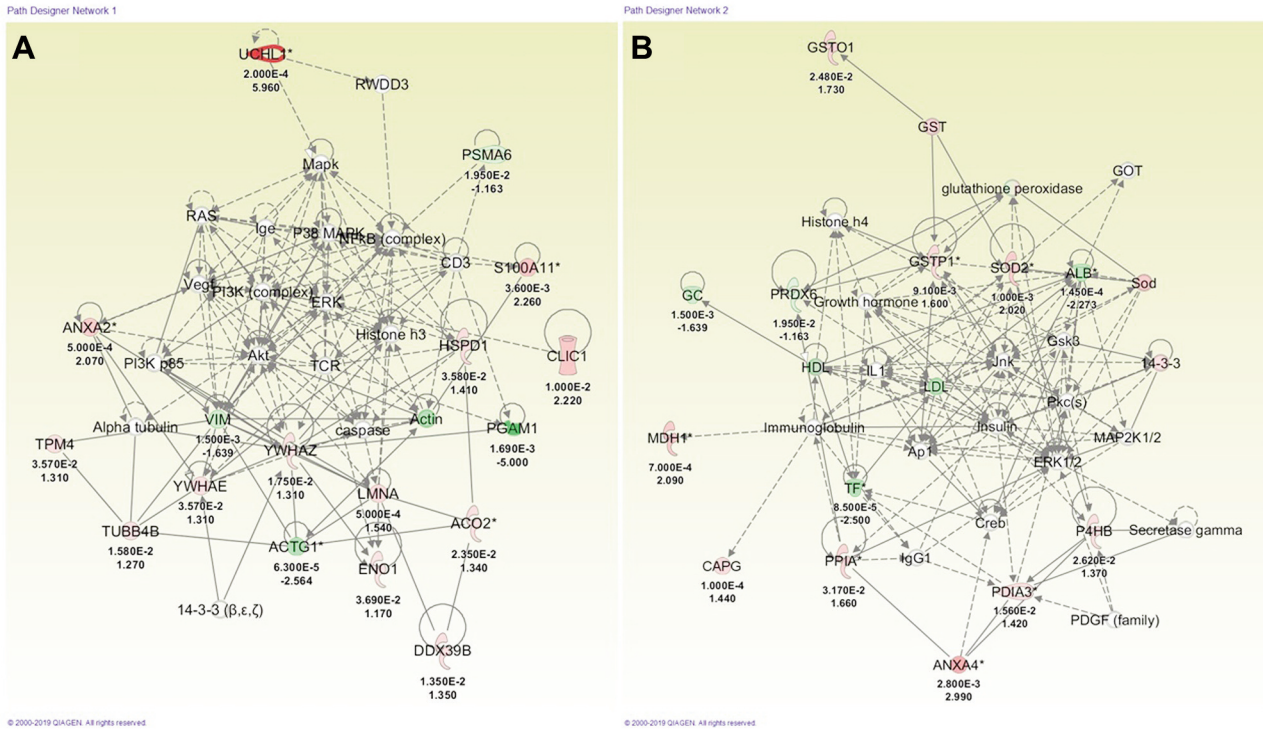 Path Designer Network 1
A
UCHL1*
2.000E-4
5.960
RWDD3
Mapk
PSMA6
1.950E-2
-1.163
RAS
Ige
P38 MAPK
NFkB (complex)
CD3
S100A11*
3.600E-3
2.260
Vegf
PI3K (complex)
ERK
ANXA2*
5.000E-4
2.070
Histone h3
HSPD1
3.580E-2
1.410
CLIC1
1.000E-2
2.220
PI3K p85
Akt
TCR
Alpha tubulin
VIM
1.500E-3
-1.639
caspase
Actin
PGAM1
1.690E-3
-5.000
TPM4
3.570E-2
1.310
YWHAZ
1.750E-2
1.310
YWHAE
3.570E-2
1.310
LMNA
5.000E-4
1.540
TUBB4B
1.580E-2
1.270
ACTG1*
6.300E-5
-2.564
ACO2*
2.350E-2
1.340
ENO1
3.690E-2
1.170
14-3-3 (β,ε,ζ)
DDX39B
1.350E-2
1.350
© 2000-2019 QIAGEN. All rights reserved.
Path Designer Network 2
B
GSTO1
2.480E-2
1.730
GST
GOT
glutathione peroxidase
Histone h4
GSTP1*
9.100E-3
1.600
SOD2*
1.000E-3
2.020
ALB*
1.450E-4
-2.273
Sod
GC
1.500E-3
-1.639
PRDX6
1.950E-2
-1.163
Growth hormone
Gsk3
HDL
IL1
Jnk
14-3-3
LDL
Pkc(s)
MDH1*
7.000E-4
2.090
Immunoglobulin
Insulin
MAP2K1/2
Ap1
ERK1/2
TF*
8.500E-5
-2.500
Creb
P4HB
2.620E-2
1.370
Secretase gamma
CAPG
1.000E-4
1.440
PPIA*
3.170E-2
1.660
IgG1
PDIA3*
1.560E-2
1.420
PDGF (family)
ANXA4*
2.800E-3
2.990
© 2000-2019 QIAGEN. All rights reserved.